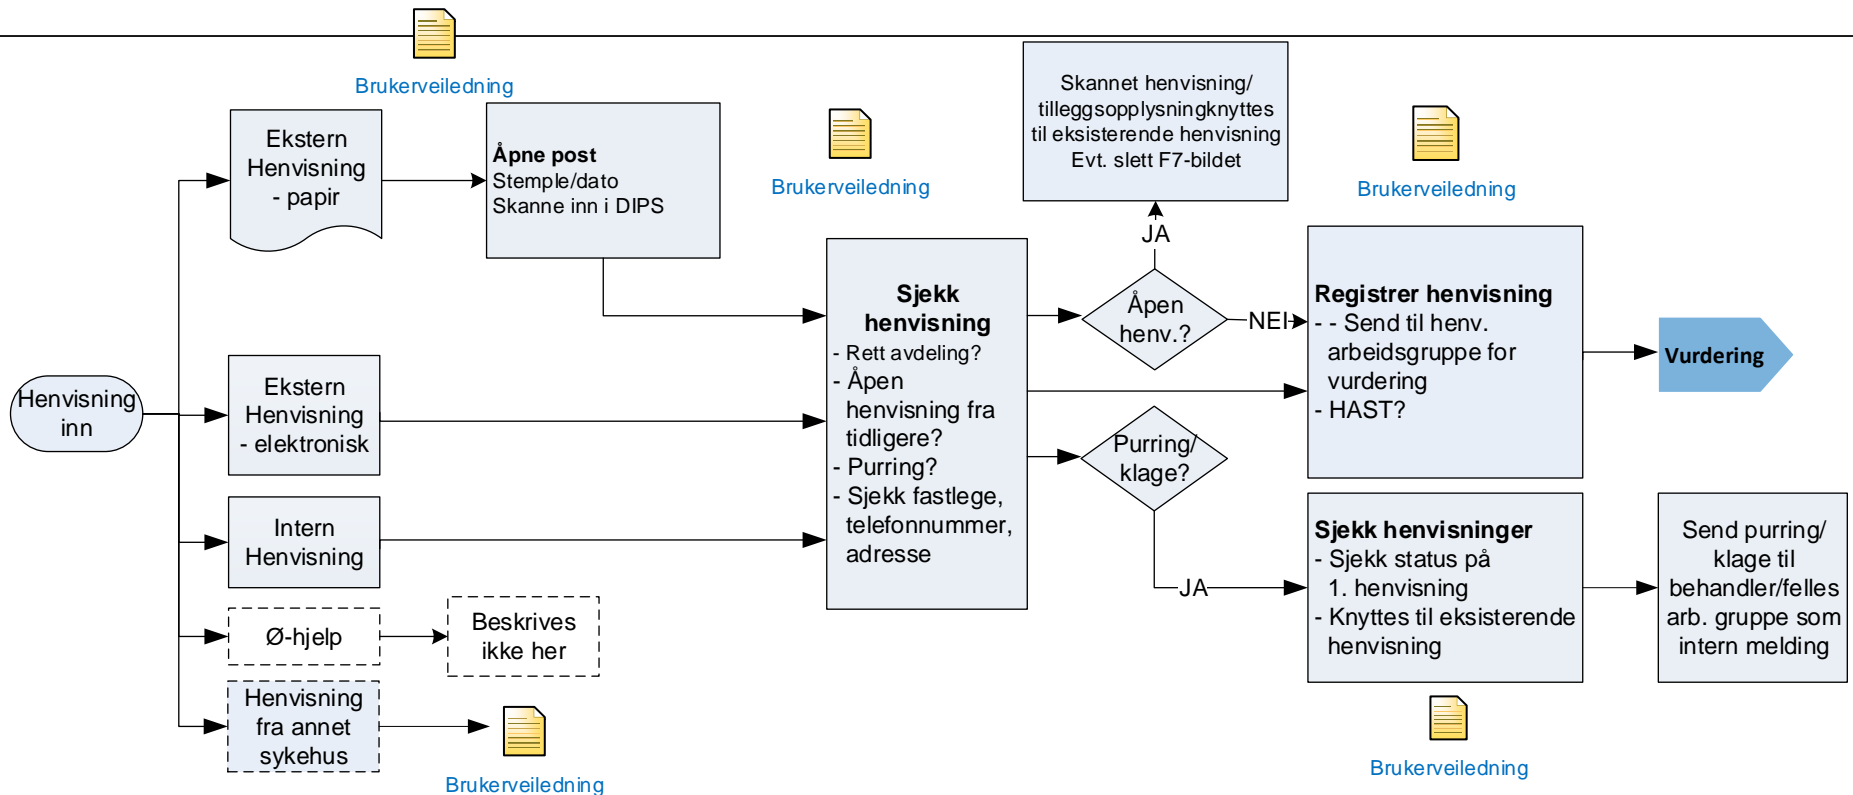 Brukerveiledning
Ekstern
Henvisning
- papir
Åpne post
Stemple/dato
Skanne inn i DIPS
Brukerveiledning
Skannet henvisning/
tilleggsopplysningknyttes
til eksisterende henvisning
Evt. slett F7-bildet
Brukerveiledning
JA
Sjekk
henvisning
- Rett avdeling?
- Åpen
henvisning fra
tidligere?
- Purring?
- Sjekk fastlege,
telefonnummer,
adresse
Åpen
henv.?
NEI
Registrer henvisning
- - Send til henv.
arbeidsgruppe for
vurdering
- HAST?
Vurdering
Henvisning
inn
Ekstern
Henvisning
- elektronisk
Purring/
klage?
JA
Intern
Henvisning
Sjekk henvisninger
- Sjekk status på
1. henvisning
- Knyttes til eksisterende
henvisning
Send purring/
klage til
behandler/felles
arb. gruppe som
intern melding
Ø-hjelp
Beskrives
ikke her
Henvisning
fra annet
sykehus
Brukerveiledning
Brukerveiledning